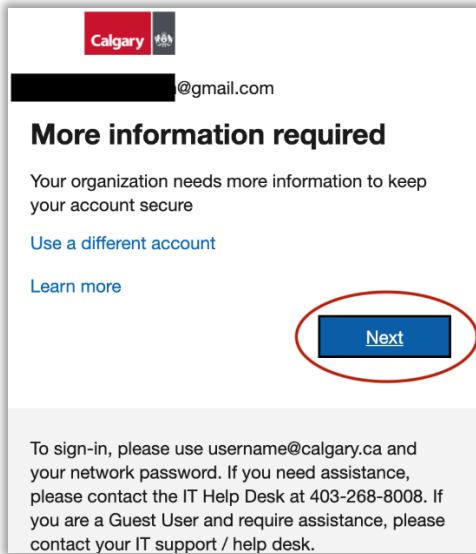 Calgary
@gmail.com
More information required
Your organization needs more information to keep
your account secure
Use a different account
Learn more
Next
To sign-in, please use username@calgary.ca and
your network password. If you need assistance,
please contact the IT Help Desk at 403-268-8008. If
you are a Guest User and require assistance, please
contact your IT support / help desk.